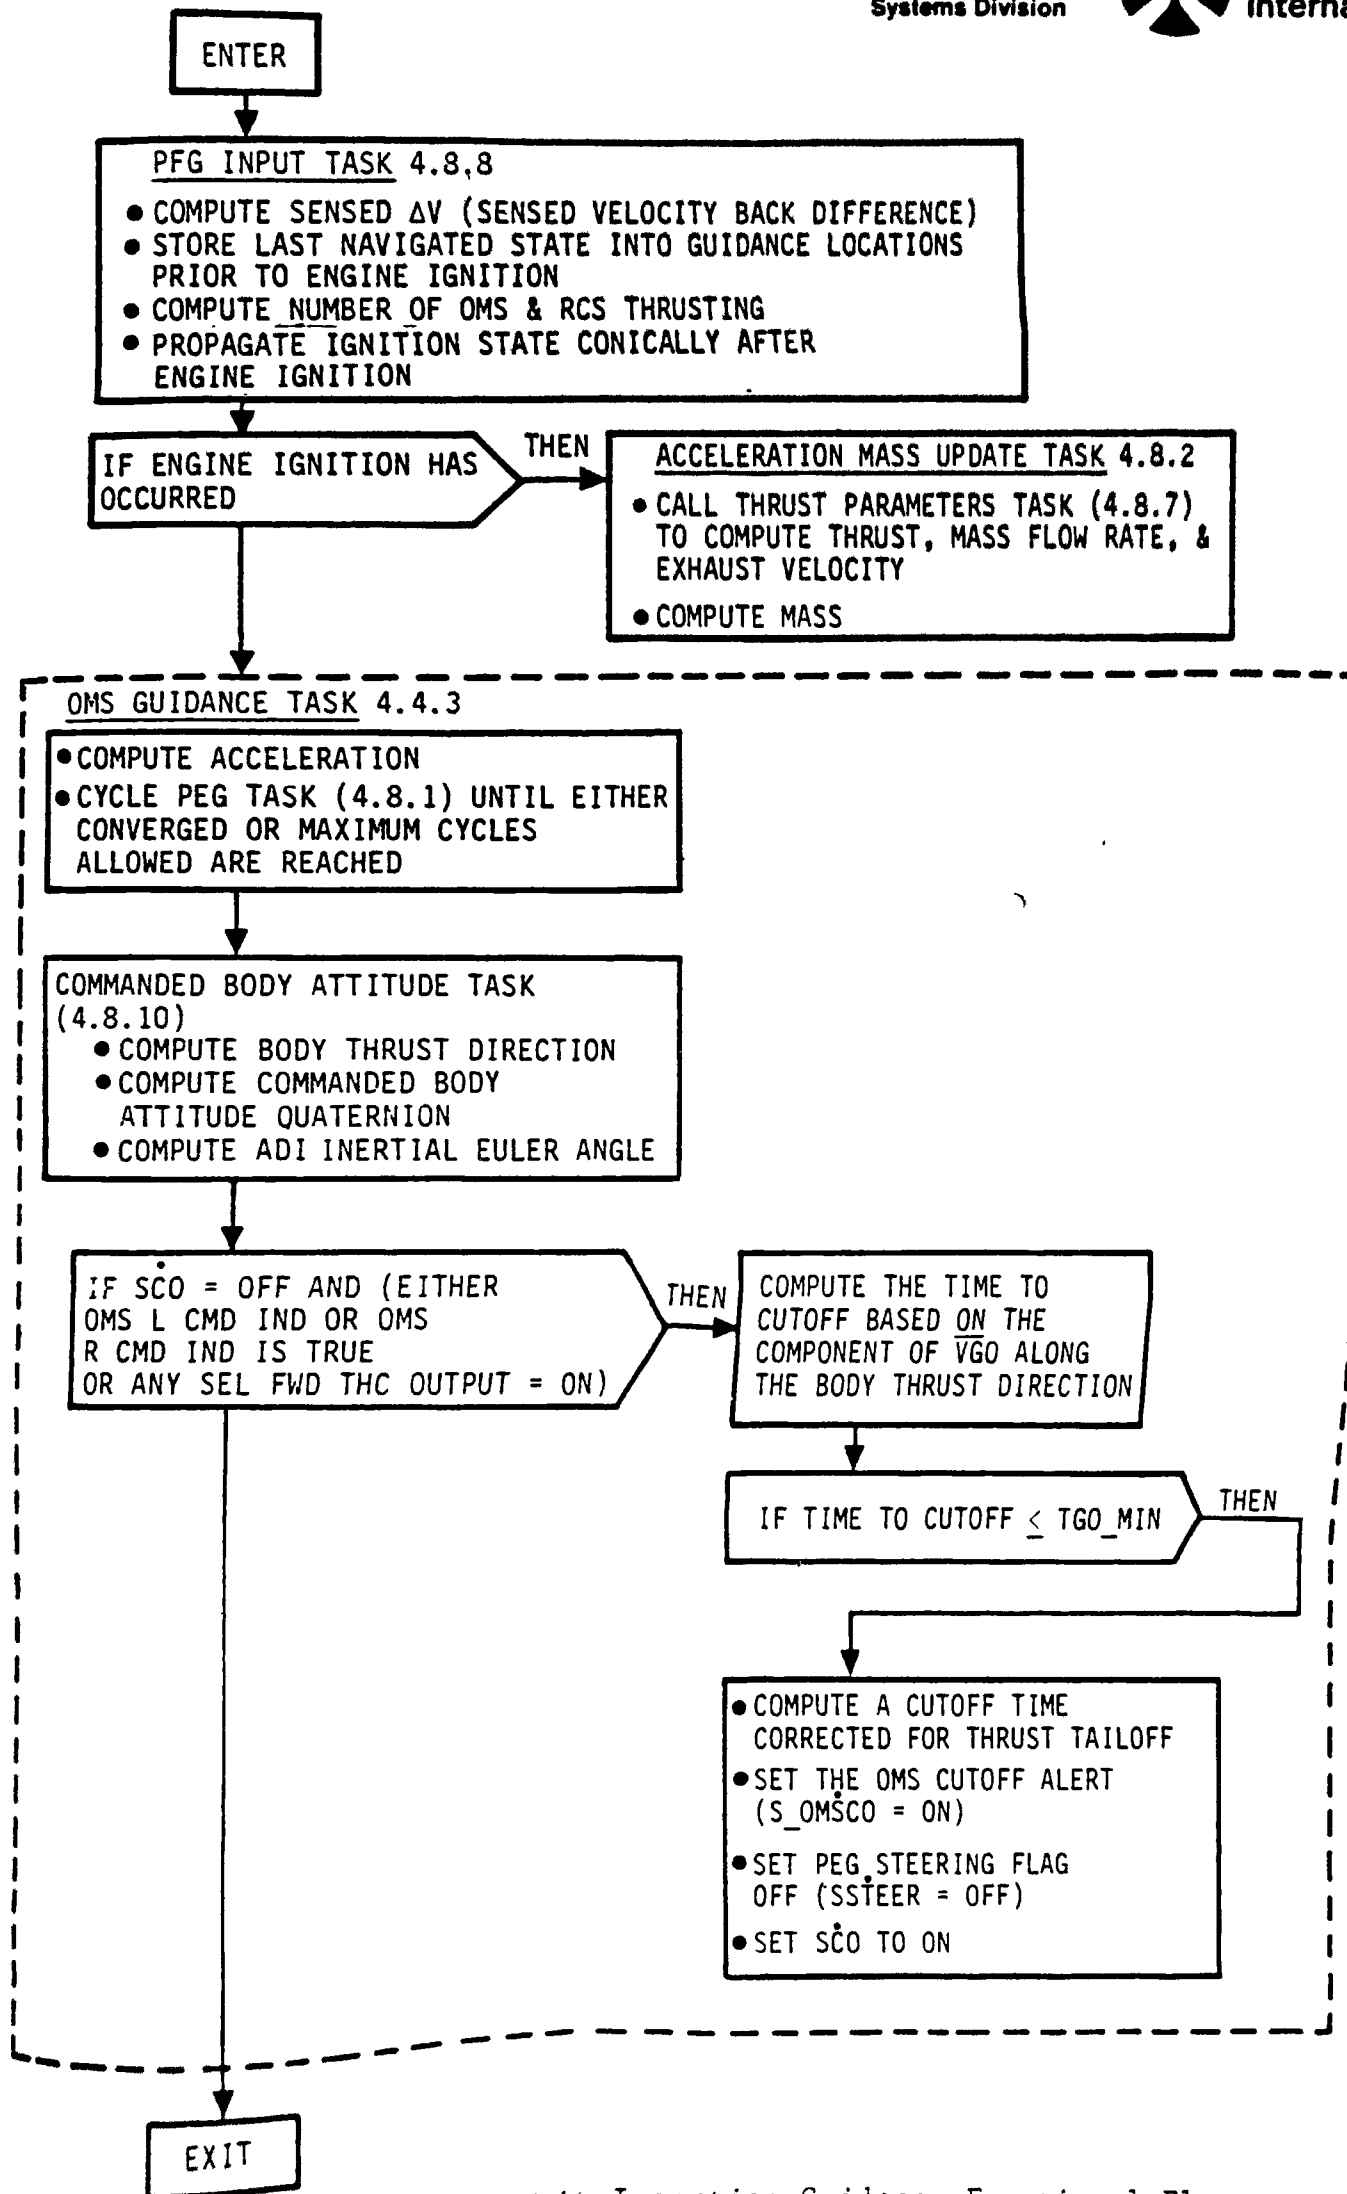 Systems Division
Interna
ENTER
PFG INPUT TASK 4.8.8
● COMPUTE SENSED ΔV (SENSED VELOCITY BACK DIFFERENCE)
● STORE LAST NAVIGATED STATE INTO GUIDANCE LOCATIONS
PRIOR TO ENGINE IGNITION
● COMPUTE NUMBER OF OMS & RCS THRUSTING
● PROPAGATE IGNITION STATE CONICALLY AFTER
ENGINE IGNITION
IF ENGINE IGNITION HAS
OCCURRED
THEN
ACCELERATION MASS UPDATE TASK 4.8.2
● CALL THRUST PARAMETERS TASK (4.8.7)
TO COMPUTE THRUST, MASS FLOW RATE, &
EXHAUST VELOCITY
● COMPUTE MASS
OMS GUIDANCE TASK 4.4.3
● COMPUTE ACCELERATION
● CYCLE PEG TASK (4.8.1) UNTIL EITHER
CONVERGED OR MAXIMUM CYCLES
ALLOWED ARE REACHED
COMMANDED BODY ATTITUDE TASK
(4.8.10)
● COMPUTE BODY THRUST DIRECTION
● COMPUTE COMMANDED BODY
ATTITUDE QUATERNION
● COMPUTE ADI INERTIAL EULER ANGLE
IF SĊO = OFF AND (EITHER
OMS L CMD IND OR OMS
R CMD IND IS TRUE
OR ANY SEL FWD THC OUTPUT = ON)
THEN
COMPUTE THE TIME TO
CUTOFF BASED ON THE
COMPONENT OF V̅G̅O ALONG
THE BODY THRUST DIRECTION
IF TIME TO CUTOFF ≤ TGO_MIN
THEN
● COMPUTE A CUTOFF TIME
CORRECTED FOR THRUST TAILOFF
● SET THE OMS CUTOFF ALERT
(S_OMṠCO = ON)
● SET PEG STEERING FLAG
OFF (SSṪEER = OFF)
● SET SĊO TO ON
EXIT
Insertion Guidance Functional Fl